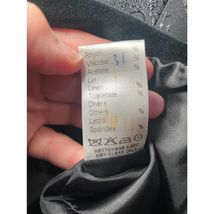 Rayon %
Viscose 31 %
Acetate %
Lin %
Linen %
Triacetate %
Divers %
Others %
Lycra %
Spandex %
NETTOYAGE A SEC
DRY CLEAN ONLY